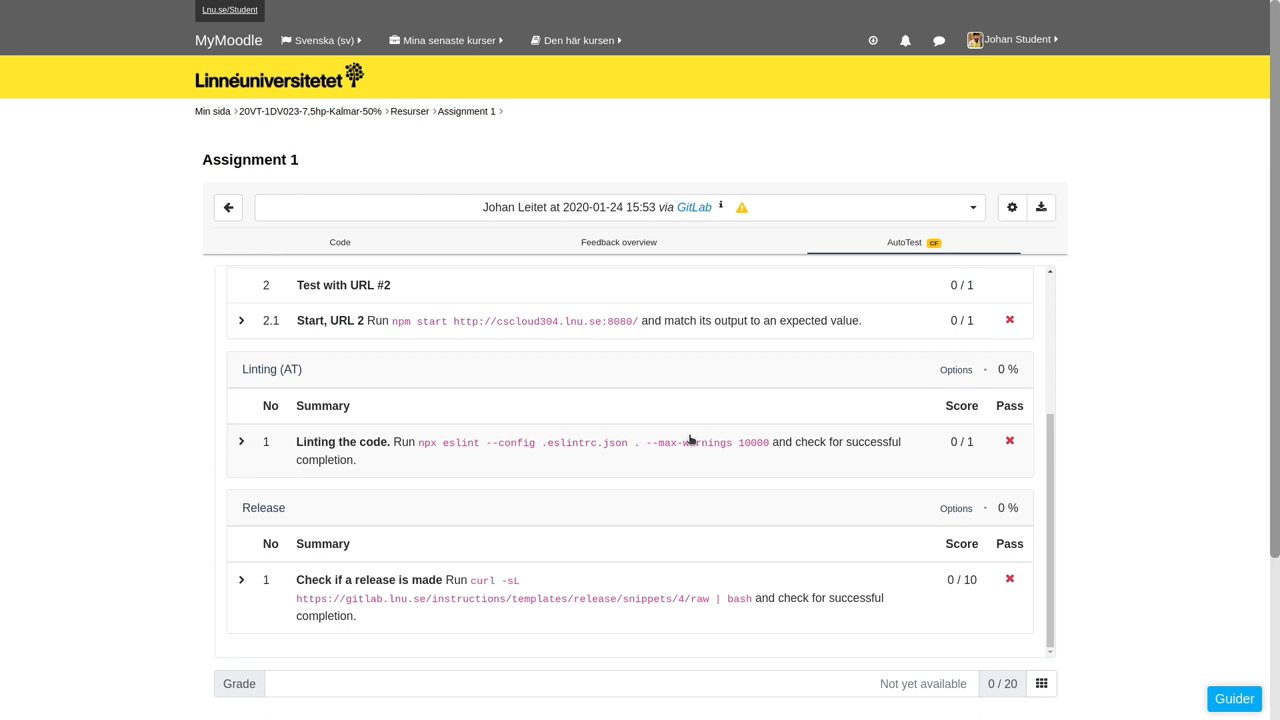 Lnu.se/Student
MyMoodle Svenska (sv) Mina senaste kurser Den här kursen Johan Student
Linnéuniversitetet
Min sida 20VT-1DV023-7,5hp-Kalmar-50% Resurser Assignment 1
Assignment 1
Johan Leitet at 2020-01-24 15:53 via GitLab i
Code Feedback overview AutoTest CF
2 Test with URL #2 0 / 1
2.1 Start, URL 2 Run npm start http://cscloud304.lnu.se:8080/ and match its output to an expected value. 0 / 1
Linting (AT) Options • 0 %
No Summary Score Pass
1 Linting the code. Run npx eslint --config .eslintrc.json . --max-warnings 10000 and check for successful 0 / 1
completion.
Release Options • 0 %
No Summary Score Pass
1 Check if a release is made Run curl -sL 0 / 10
https://gitlab.lnu.se/instructions/templates/release/snippets/4/raw | bash and check for successful
completion.
Grade Not yet available 0 / 20
Guider